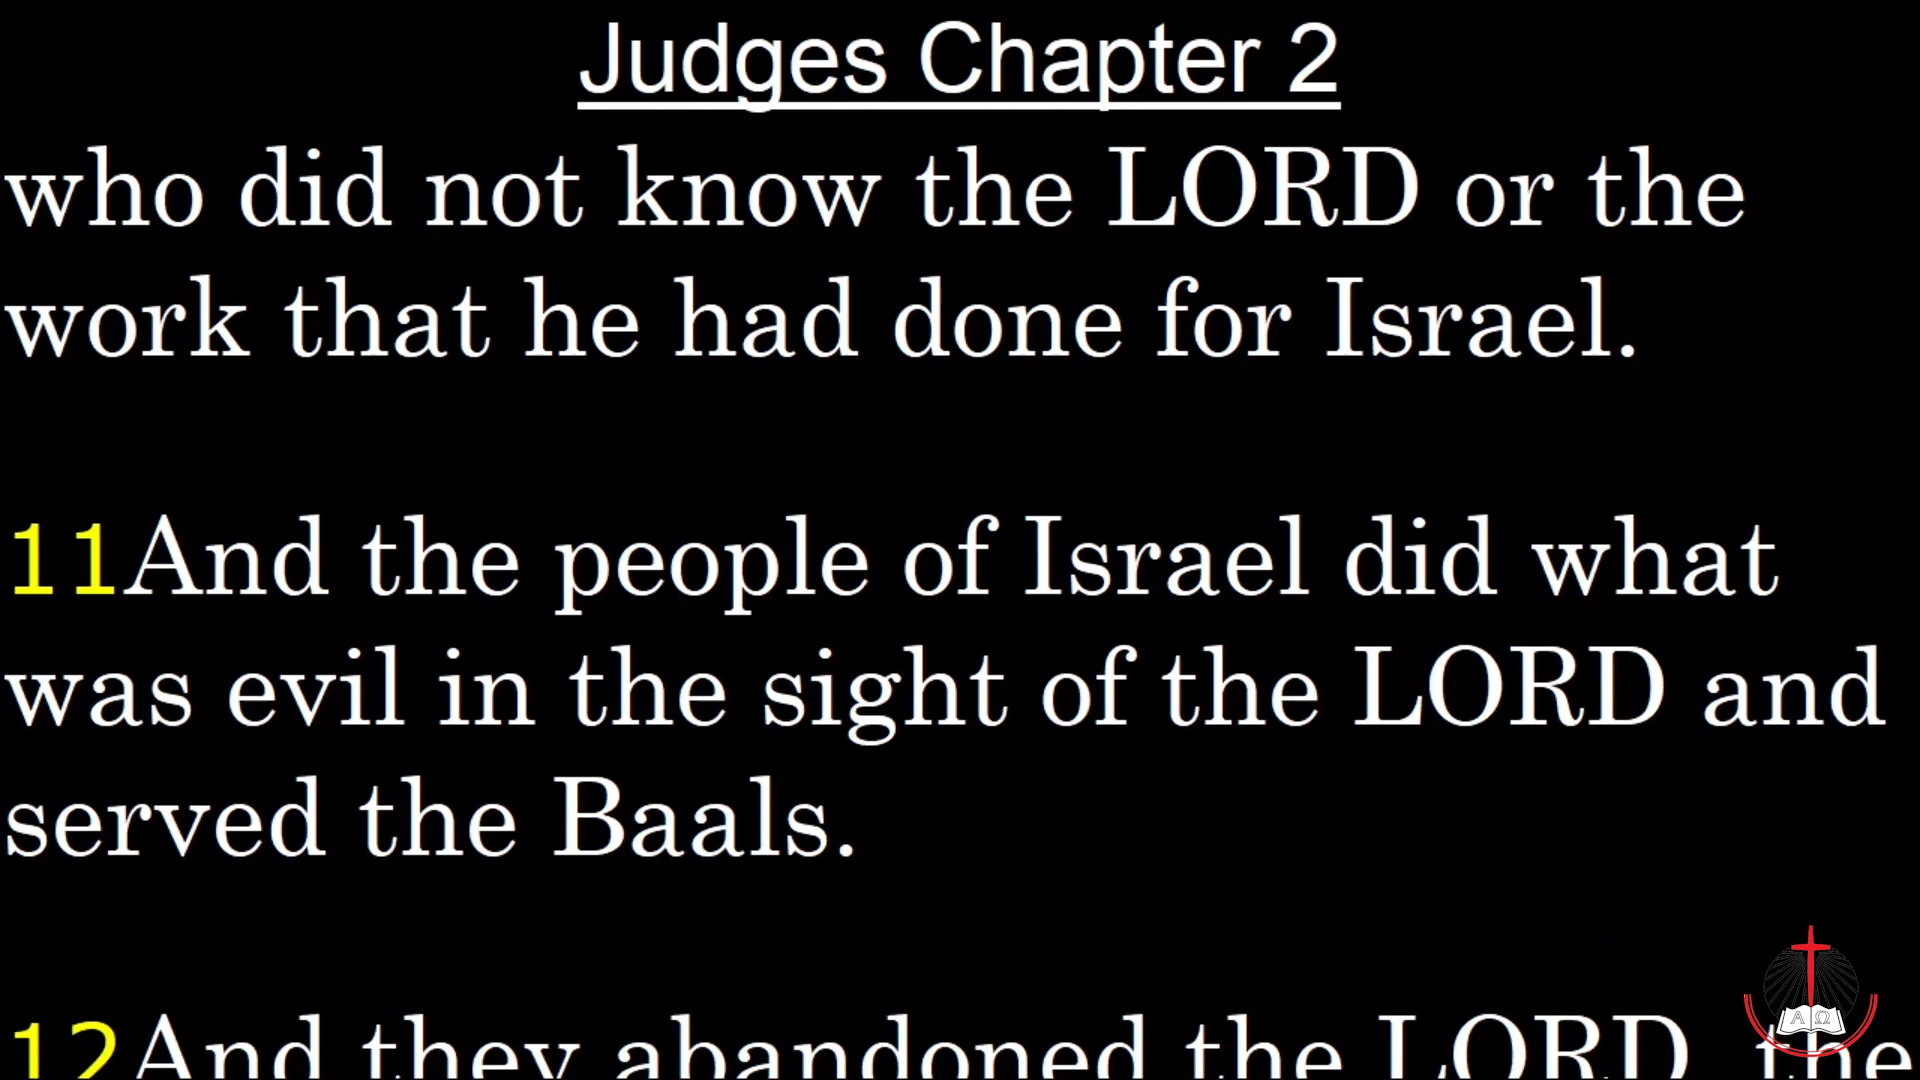 Judges Chapter 2
who did not know the LORD or the
work that he had done for Israel.
11And the people of Israel did what
was evil in the sight of the LORD and
served the Baals.
12And they abandoned the LORD, the
Α Ω